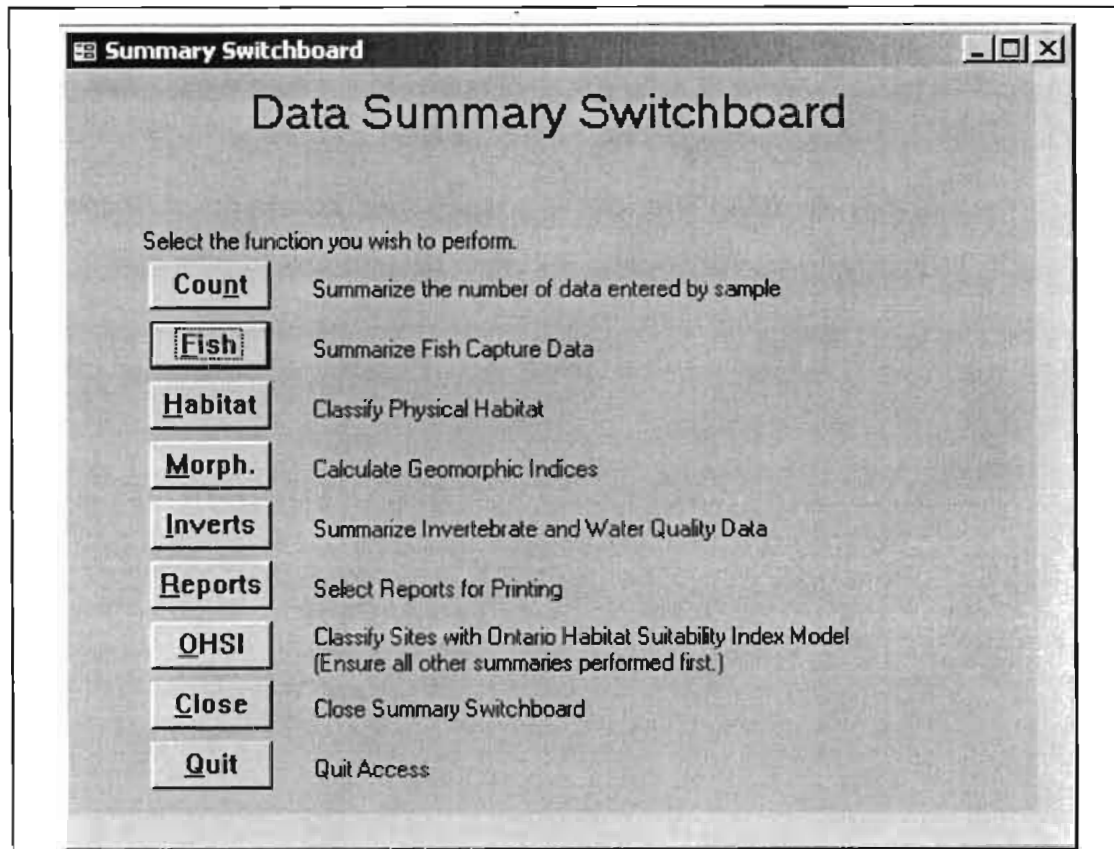 Summary Switchboard
Data Summary Switchboard
Select the function you wish to perform.
Count Summarize the number of data entered by sample
Fish Summarize Fish Capture Data
Habitat Classify Physical Habitat
Morph. Calculate Geomorphic Indices
Inverts Summarize Invertebrate and Water Quality Data
Reports Select Reports for Printing
OHSI Classify Sites with Ontario Habitat Suitability Index Model
(Ensure all other summaries performed first.)
Close Close Summary Switchboard
Quit Quit Access